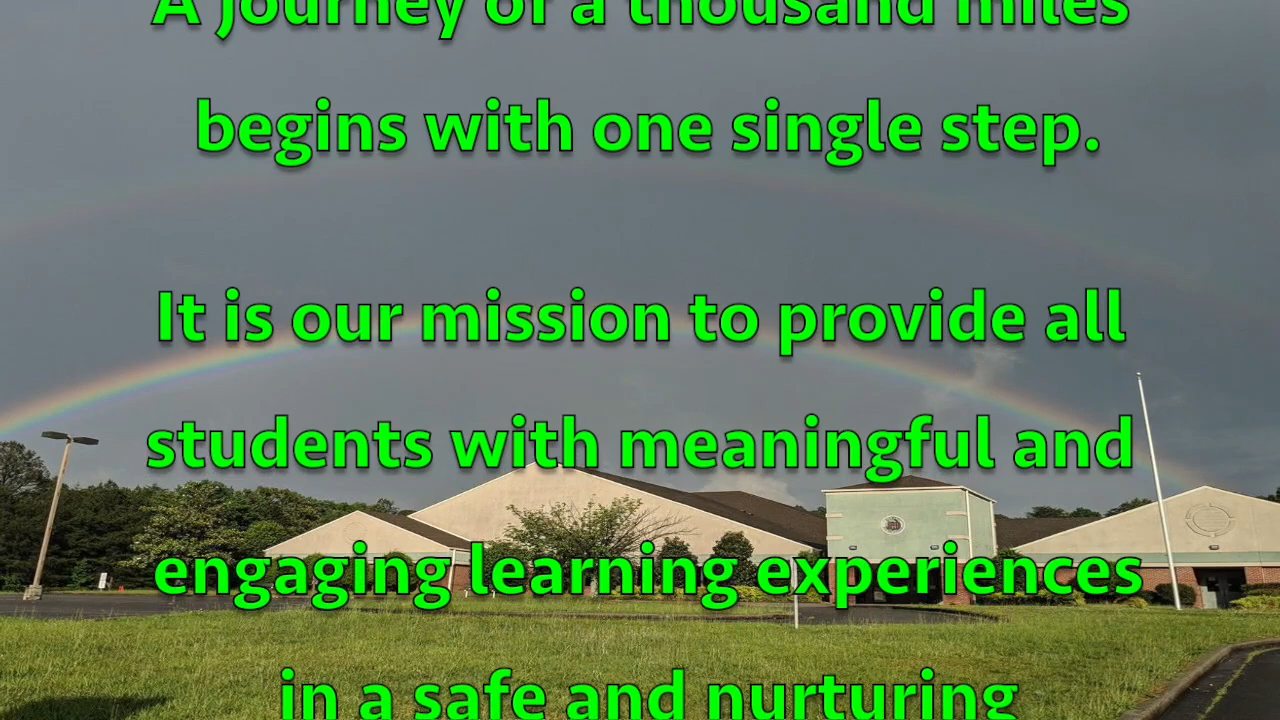 A journey of a thousand miles
begins with one single step.
It is our mission to provide all
students with meaningful and
engaging learning experiences
in a safe and nurturing